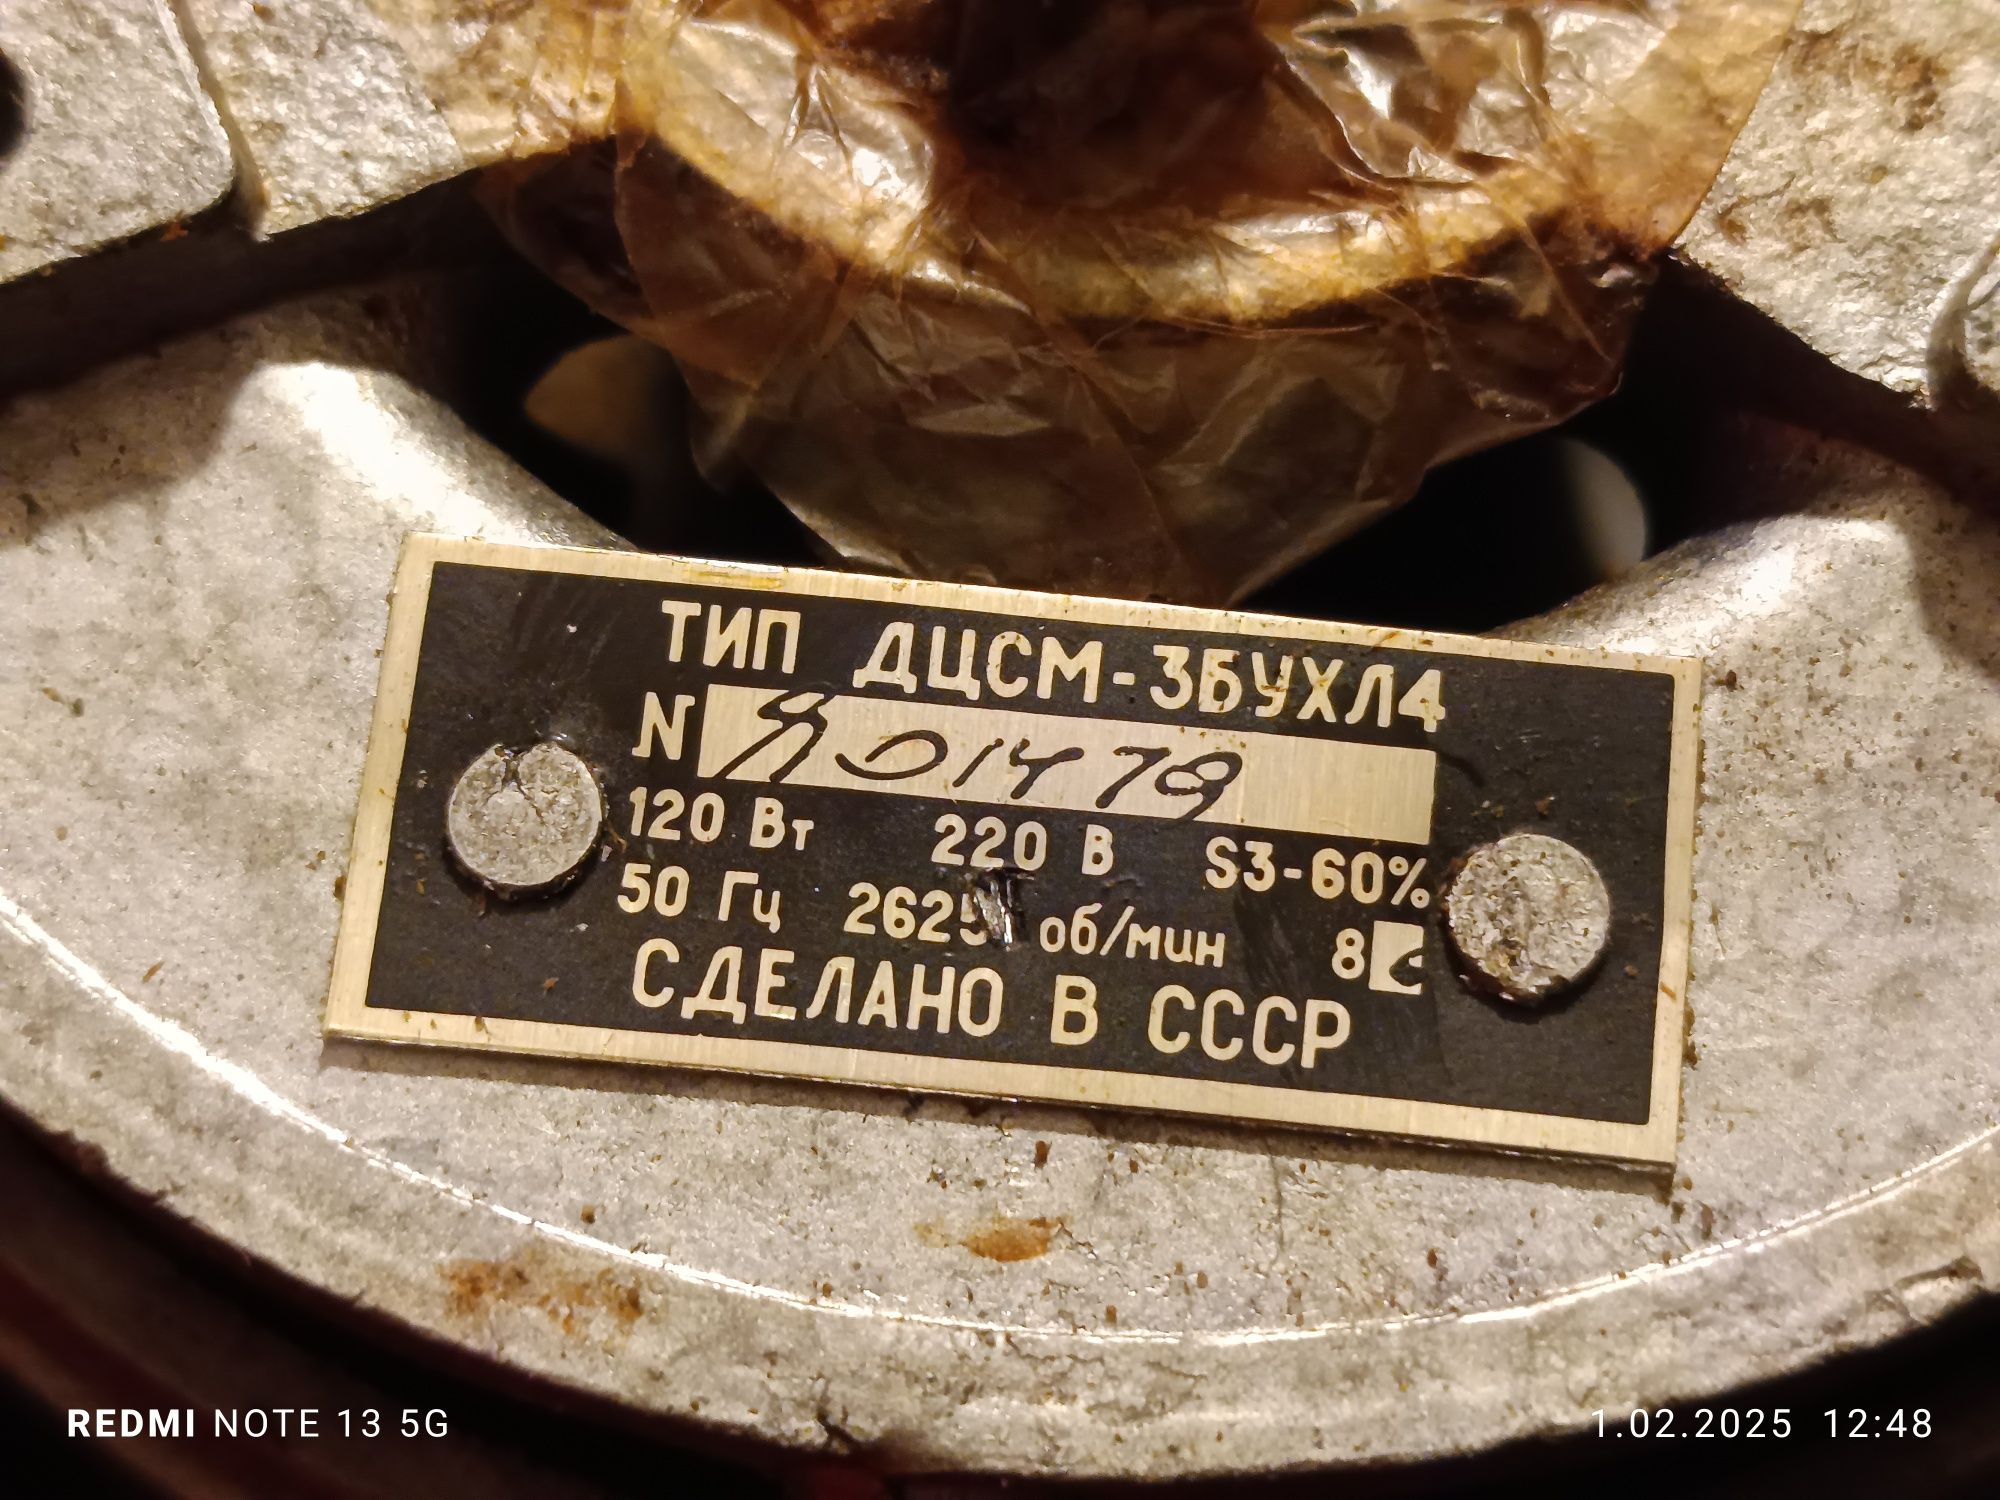 ТИП ДЦСМ-3БУХЛ4
N Я 01479
120 Вт 220 В S3-60%
50 Гц 2625 об/мин 8
СДЕЛАНО В СССР
REDMI NOTE 13 5G
1.02.2025 12:48